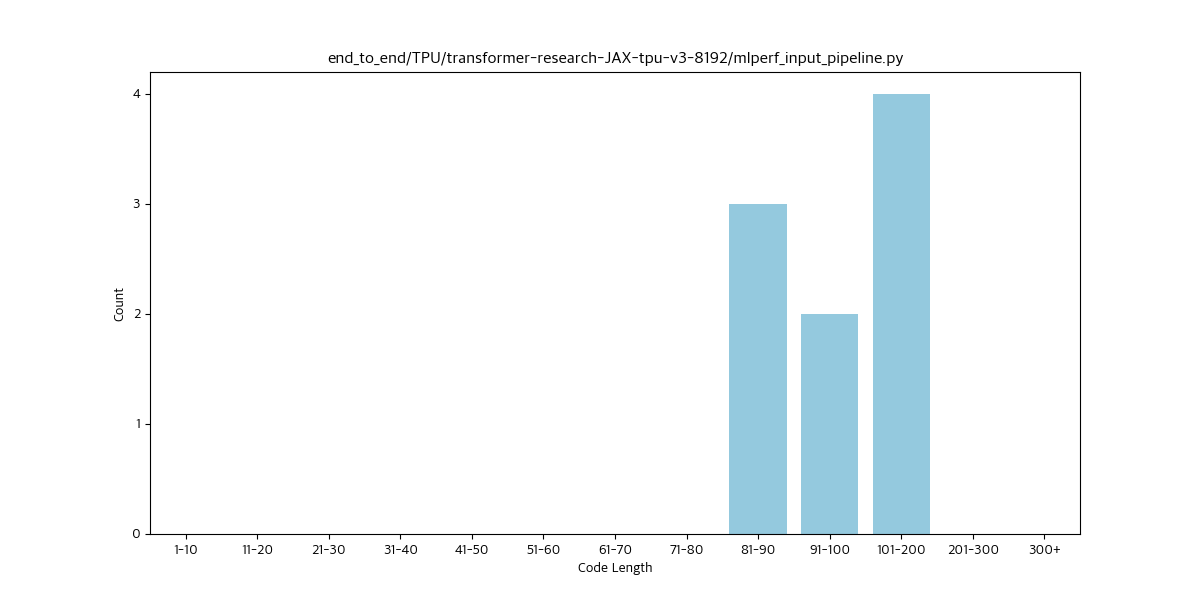 end_to_end/TPU/transformer-research-JAX-tpu-v3-8192/mlperf_input_pipeline.py
4
3
2
1
0
Count
1-10 11-20 21-30 31-40 41-50 51-60 61-70 71-80 81-90 91-100 101-200 201-300 300+
Code Length